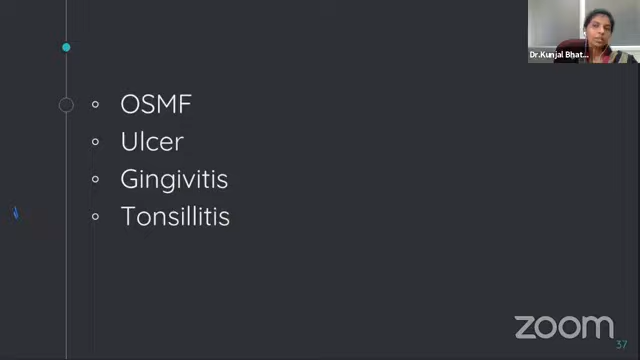 Dr.Kunjal Bhat...
OSMF
Ulcer
Gingivitis
Tonsillitis
zoom
37